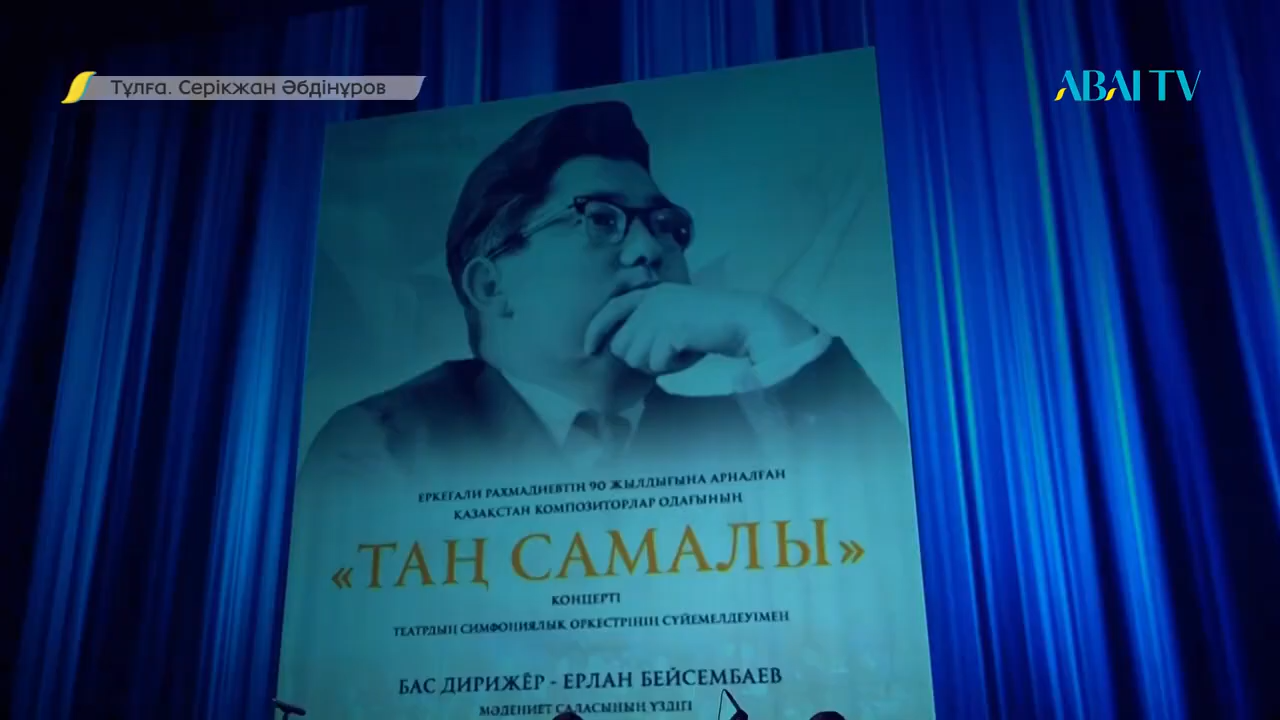 Тұлға. Серікжан Әбдінұров
ABAI TV
ЕРКЕҒАЛИ РАХМАДИЕВТІҢ 90 ЖЫЛДЫҒЫНА АРНАЛҒАН
ҚАЗАҚСТАН КОМПОЗИТОРЛАР ОДАҒЫНЫҢ
«ТАҢ САМАЛЫ»
КОНЦЕРТІ
ТЕАТРДЫҢ СИМФОНИЯЛЫҚ ОРКЕСТРІНІҢ СҮЙЕМЕЛДЕУІМЕН
БАС ДИРИЖЁР - ЕРЛАН БЕЙСЕМБАЕВ
МӘДЕНИЕТ САЛАСЫНЫҢ ҮЗДІГІ